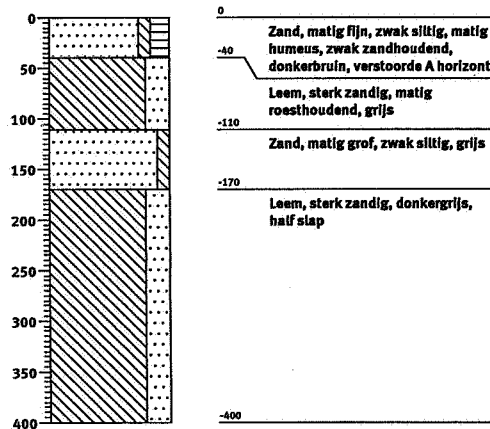 0
50
100
150
200
250
300
350
400
0
Zand, matig fijn, zwak siltig, matig
humeus, zwak zandhoudend,
donkerbruin, verstoorde A horizont
-40
Leem, sterk zandig, matig
roesthoudend, grijs
-110
Zand, matig grof, zwak siltig, grijs
-170
Leem, sterk zandig, donkergrijs,
half slap
-400